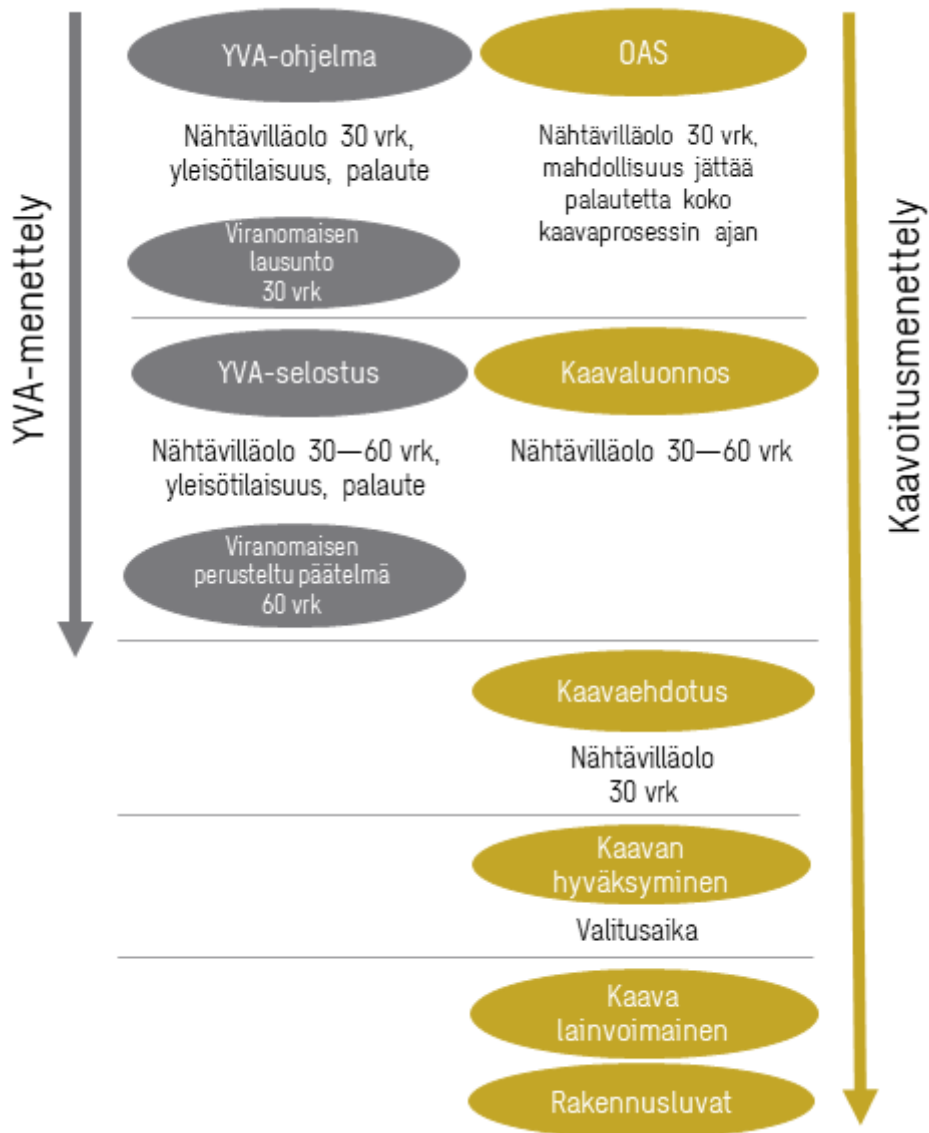 YVA-menettely
YVA-ohjelma
Nähtävilläolo 30 vrk,
yleisötilaisuus, palaute
Viranomaisen
lausunto
30 vrk
OAS
Nähtävilläolo 30 vrk,
mahdollisuus jättää
palautetta koko
kaavaprosessin ajan
YVA-selostus
Nähtävilläolo 30—60 vrk,
yleisötilaisuus, palaute
Viranomaisen
perusteltu päätelmä
60 vrk
Kaavaluonnos
Nähtävilläolo 30—60 vrk
Kaavaehdotus
Nähtävilläolo
30 vrk
Kaavan
hyväksyminen
Valitusaika
Kaava
lainvoimainen
Rakennusluvat
Kaavoitusmenettely